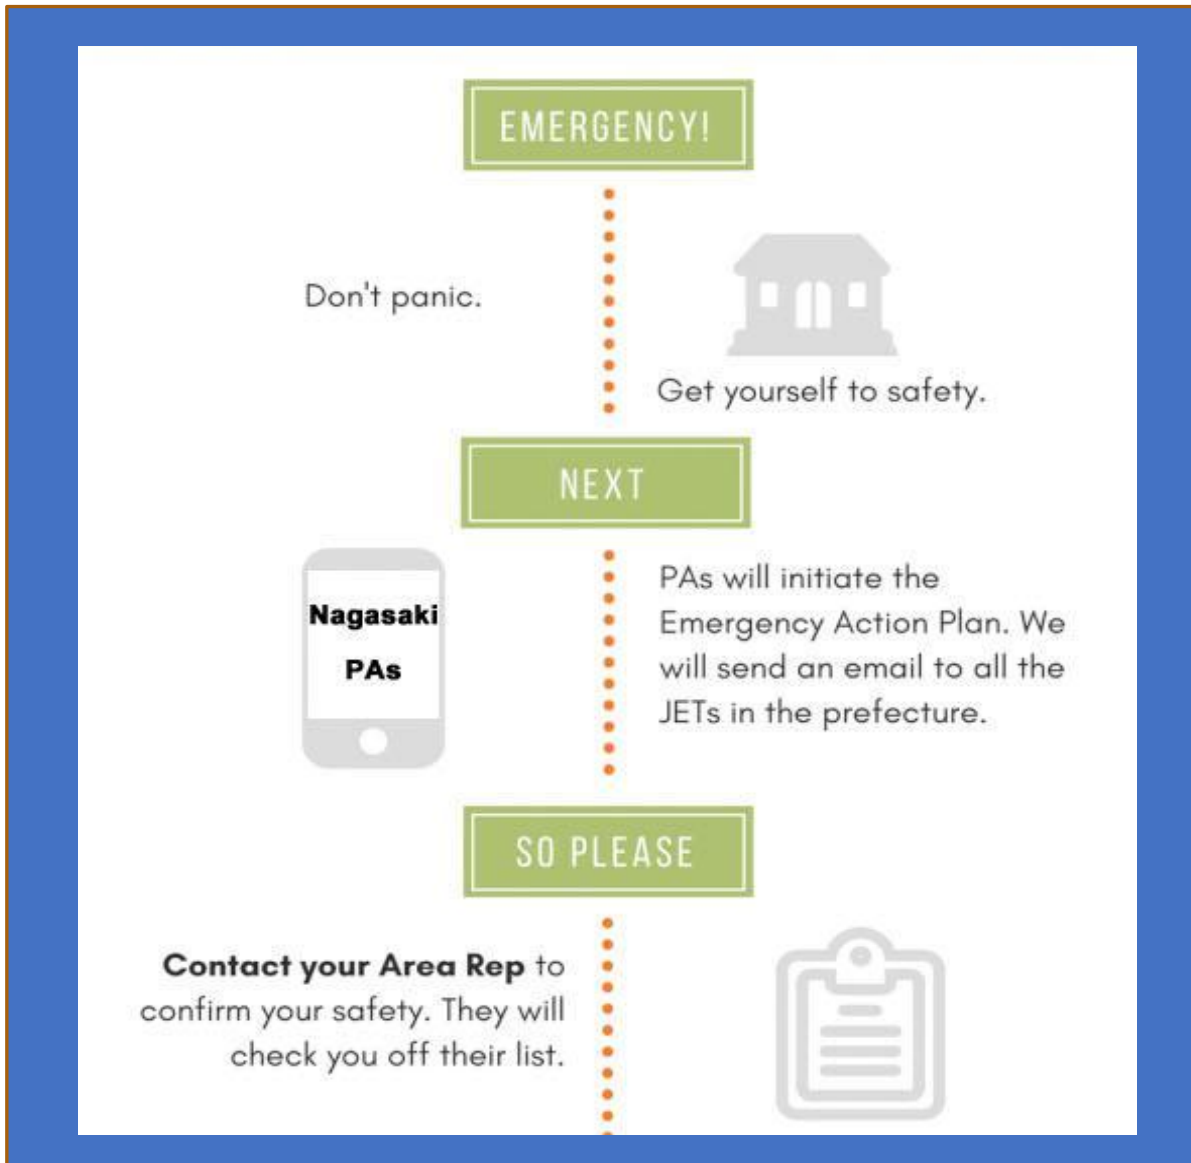 EMERGENCY!
Don't panic.
Get yourself to safety.
NEXT
Nagasaki
PAs
PAs will initiate the
Emergency Action Plan. We
will send an email to all the
JETs in the prefecture.
SO PLEASE
Contact your Area Rep to
confirm your safety. They will
check you off their list.